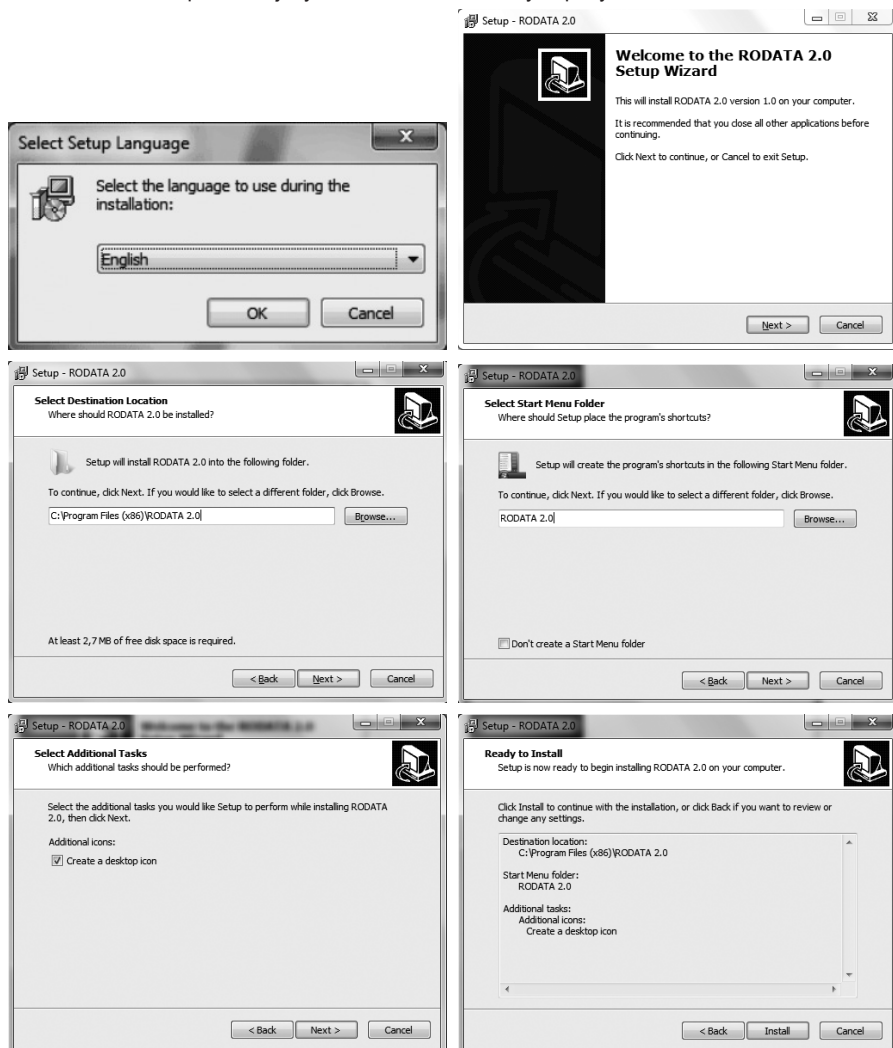 Setup - RODATA 2.0
Welcome to the RODATA 2.0
Setup Wizard
This will install RODATA 2.0 version 1.0 on your computer.
It is recommended that you close all other applications before
continuing.
Click Next to continue, or Cancel to exit Setup.
Next >
Cancel
Select Setup Language
Select the language to use during the
installation:
English
OK
Cancel
Setup - RODATA 2.0
Select Destination Location
Where should RODATA 2.0 be installed?
Setup will install RODATA 2.0 into the following folder.
To continue, click Next. If you would like to select a different folder, click Browse.
C:\Program Files (x86)\RODATA 2.0
Browse...
At least 2,7 MB of free disk space is required.
< Back
Next >
Cancel
Setup - RODATA 2.0
Select Start Menu Folder
Where should Setup place the program's shortcuts?
Setup will create the program's shortcuts in the following Start Menu folder.
To continue, click Next. If you would like to select a different folder, click Browse.
RODATA 2.0
Browse...
Don't create a Start Menu folder
< Back
Next >
Cancel
Setup - RODATA 2.0
Select Additional Tasks
Which additional tasks should be performed?
Select the additional tasks you would like Setup to perform while installing RODATA
2.0, then click Next.
Additional icons:
Create a desktop icon
< Back
Next >
Cancel
Setup - RODATA 2.0
Ready to Install
Setup is now ready to begin installing RODATA 2.0 on your computer.
Click Install to continue with the installation, or click Back if you want to review or
change any settings.
Destination location:
C:\Program Files (x86)\RODATA 2.0
Start Menu folder:
RODATA 2.0
Additional tasks:
Additional icons:
Create a desktop icon
< Back
Install
Cancel